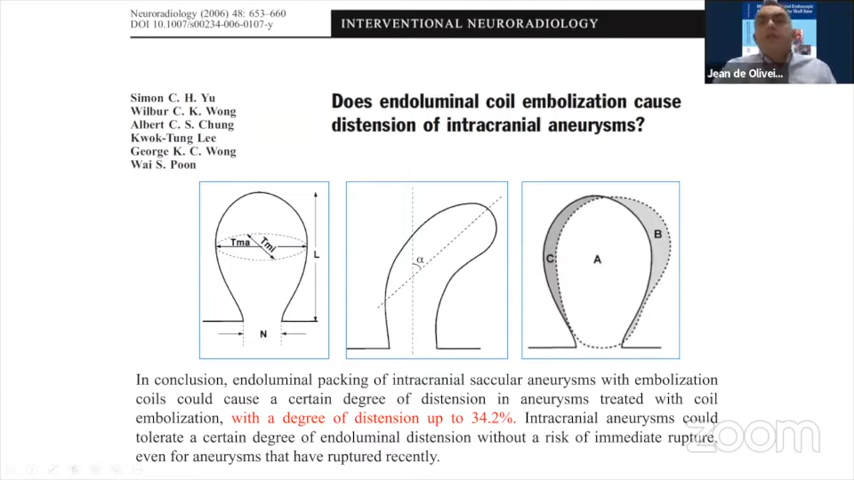 Neuroradiology (2006) 48: 653–660
DOI 10.1007/s00234-006-0107-y
INTERVENTIONAL NEURORADIOLOGY
Jean de Olivei...
Simon C. H. Yu
Wilbur C. K. Wong
Albert C. S. Chung
Kwok-Tung Lee
George K. C. Wong
Wai S. Poon
Does endoluminal coil embolization cause
distension of intracranial aneurysms?
Tma
Tmi
L
N
α
A
B
C
In conclusion, endoluminal packing of intracranial saccular aneurysms with embolization
coils could cause a certain degree of distension in aneurysms treated with coil
embolization, with a degree of distension up to 34.2%. Intracranial aneurysms could
tolerate a certain degree of endoluminal distension without a risk of immediate rupture,
even for aneurysms that have ruptured recently.
zoom